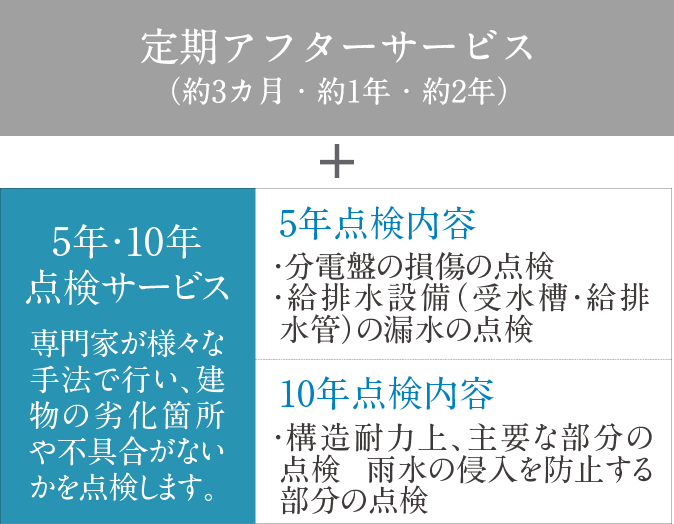 定期アフターサービス
（約3カ月・約1年・約2年）
＋
5年・10年
点検サービス
専門家が様々な
手法で行い、建
物の劣化箇所
や不具合がない
かを点検します。
5年点検内容
・分電盤の損傷の点検
・給排水設備（受水槽・給排
水管）の漏水の点検
10年点検内容
・構造耐力上、主要な部分の
点検　雨水の侵入を防止する
部分の点検